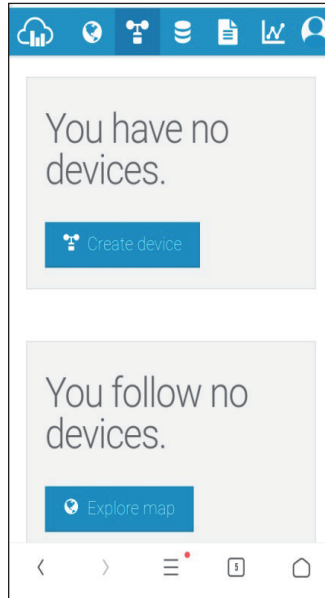 You have no
devices.
Create device
You follow no
devices.
Explore map
5